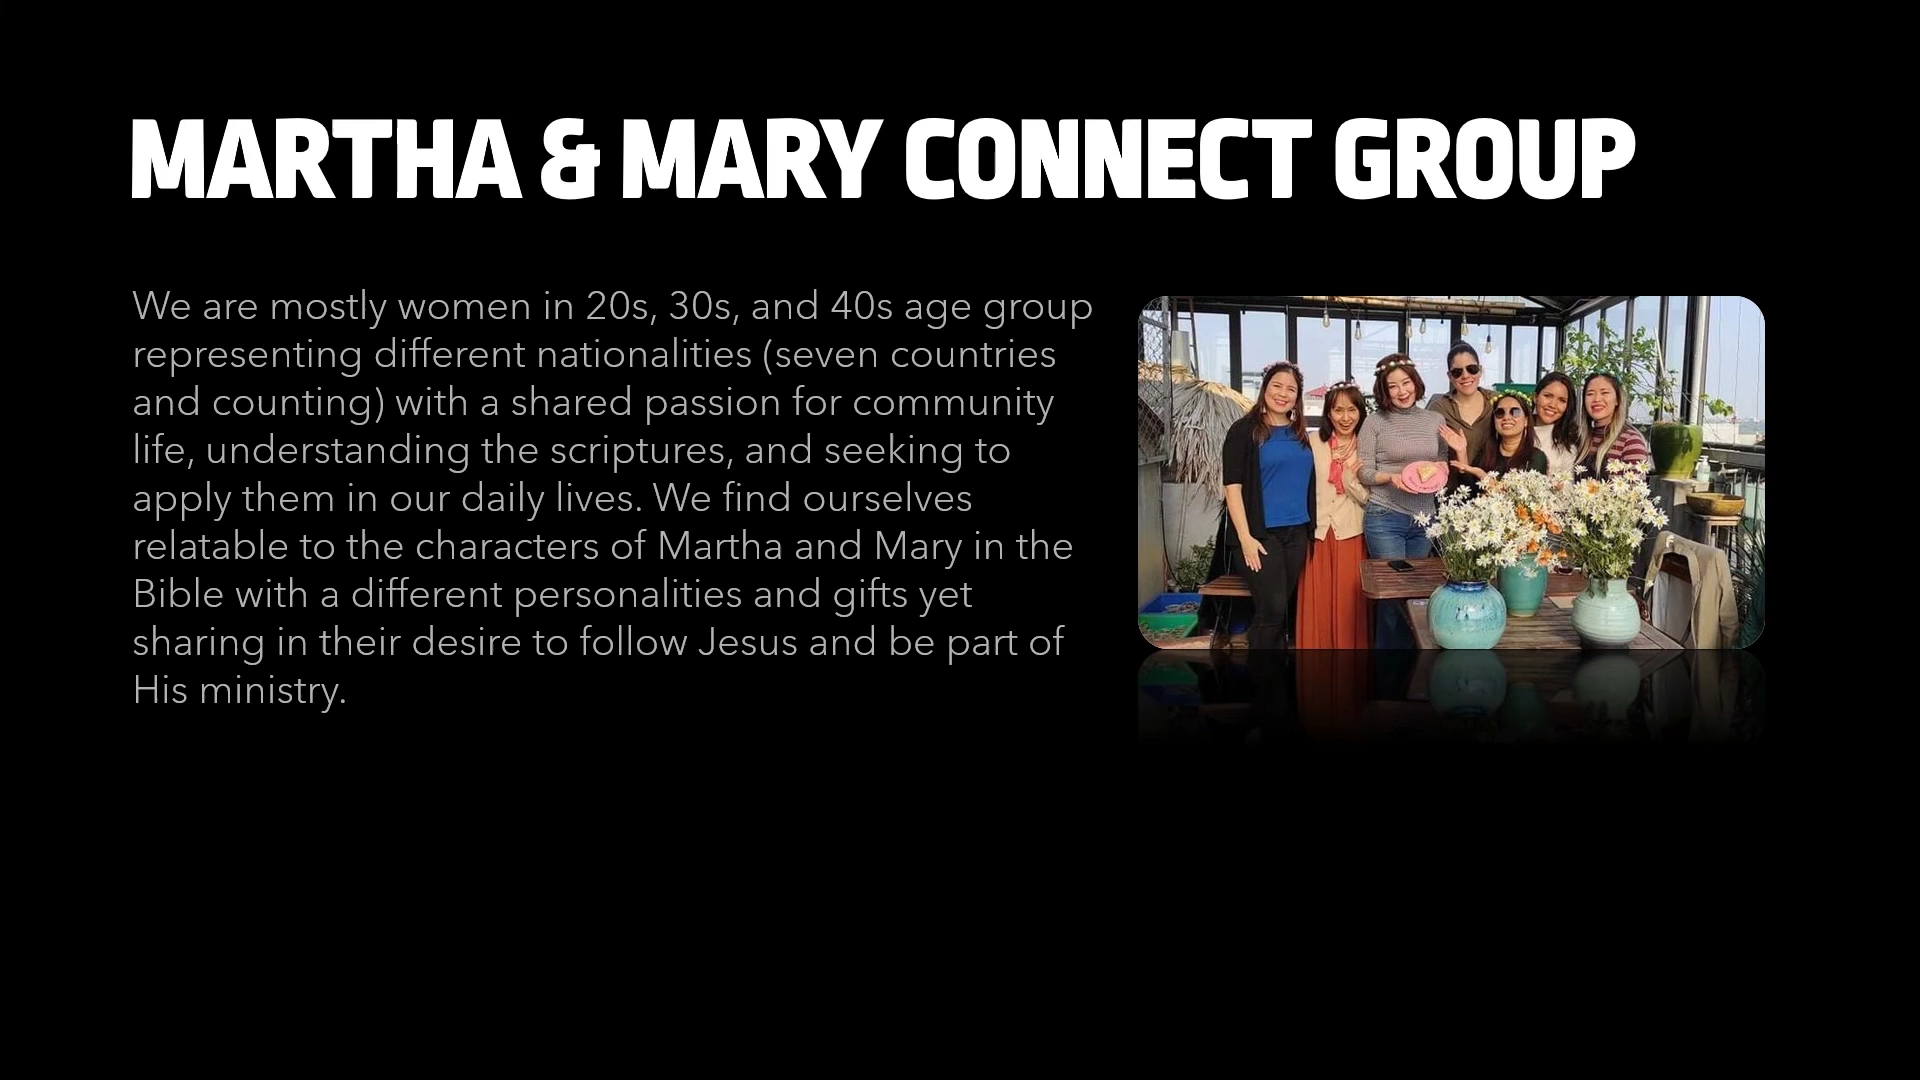 MARTHA & MARY CONNECT GROUP
We are mostly women in 20s, 30s, and 40s age group
representing different nationalities (seven countries
and counting) with a shared passion for community
life, understanding the scriptures, and seeking to
apply them in our daily lives. We find ourselves
relatable to the characters of Martha and Mary in the
Bible with a different personalities and gifts yet
sharing in their desire to follow Jesus and be part of
His ministry.